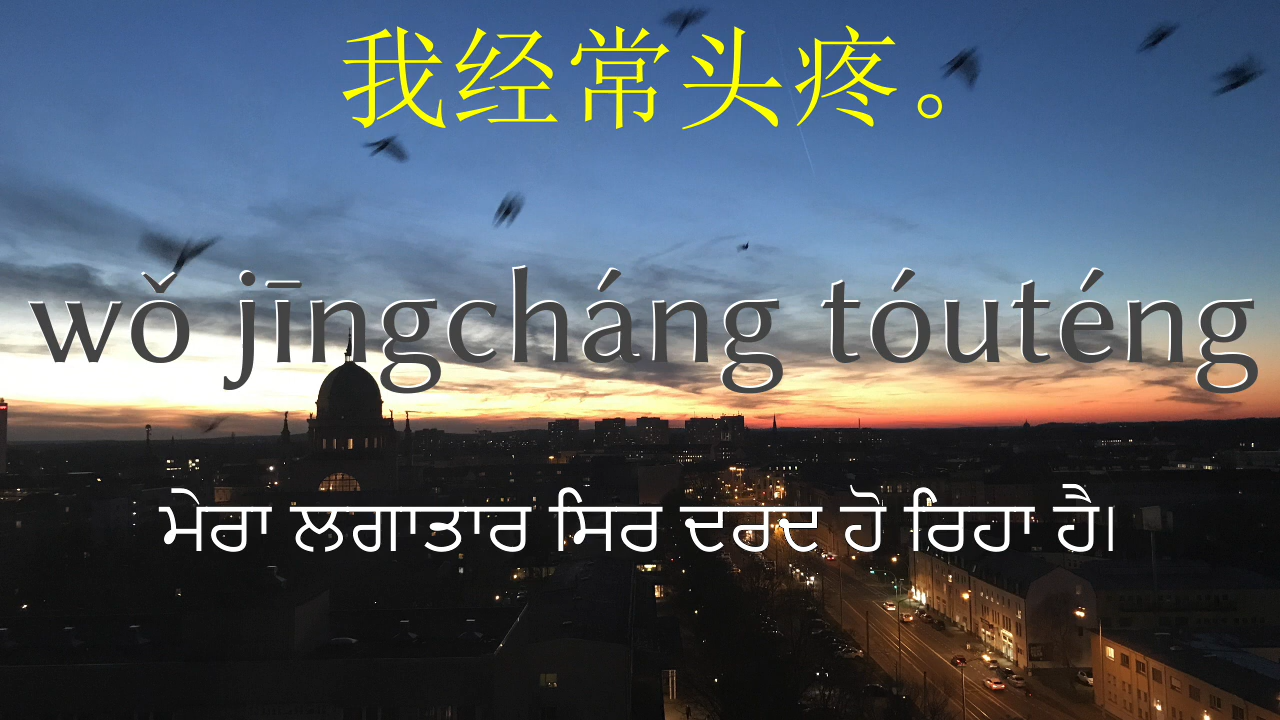 我经常头疼。
wǒ jīngcháng tóuténg
ਮੇਰਾ ਲਗਾਤਾਰ ਸਿਰ ਦਰਦ ਹੋ ਰਿਹਾ ਹੈ।